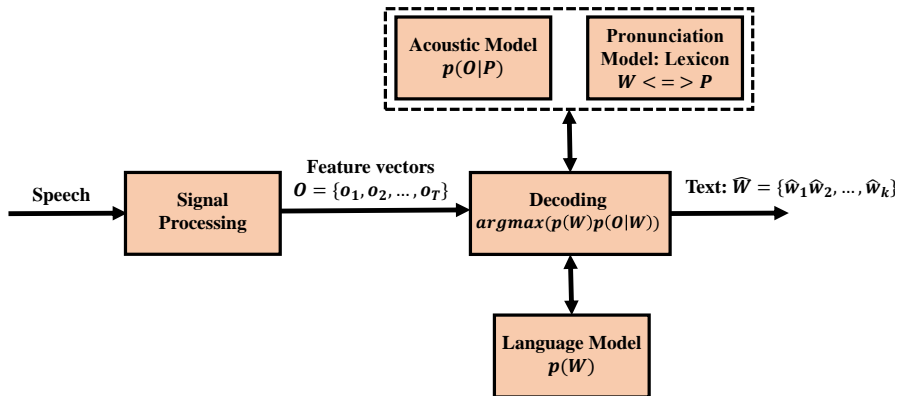 Acoustic Model
p(O|P)
Pronunciation
Model: Lexicon
W <=> P
Speech
Signal
Processing
Feature vectors
O = {o₁, o₂, ..., o_T}
Decoding
argmax(p(W)p(O|W))
Text: Ŵ = {ŵ₁ŵ₂, ..., ŵₖ}
Language Model
p(W)